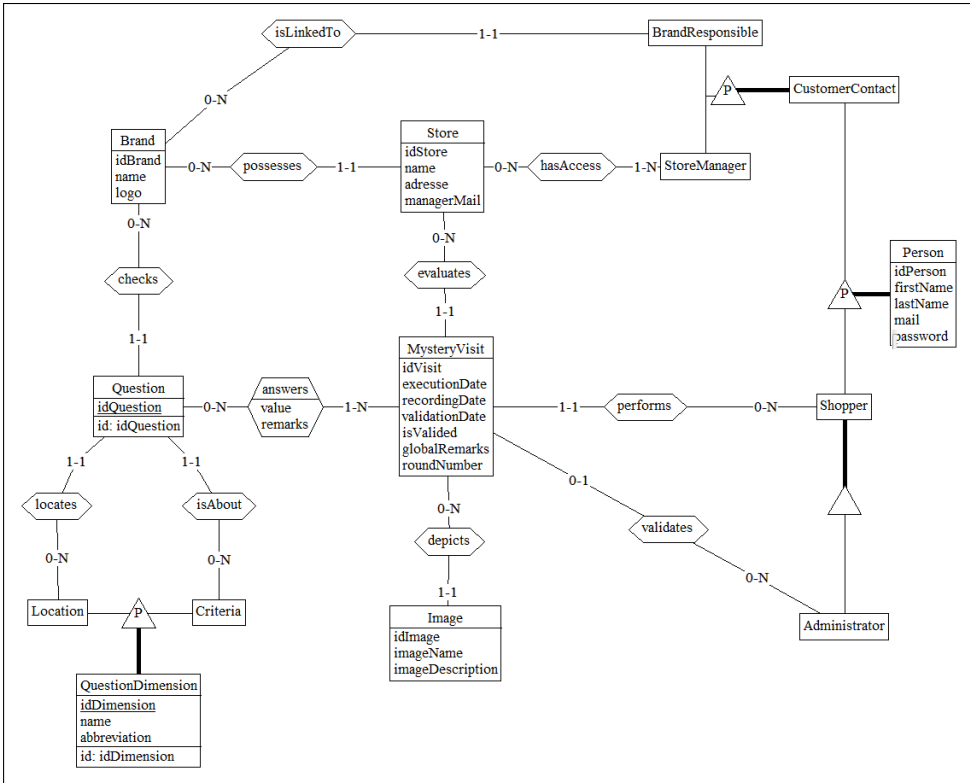 isLinkedTo
1-1
BrandResponsible
P
CustomerContact
0-N
Brand
idBrand
name
logo
0-N
possesses
1-1
Store
idStore
name
adresse
managerMail
0-N
hasAccess
1-N
StoreManager
0-N
checks
1-1
0-N
evaluates
1-1
Person
idPerson
firstName
lastName
mail
password
P
Question
idQuestion
id: idQuestion
0-N
answers
value
remarks
1-N
MysteryVisit
idVisit
executionDate
recordingDate
validationDate
isValided
globalRemarks
roundNumber
1-1
performs
0-N
Shopper
1-1
locates
0-N
1-1
isAbout
0-N
0-1
validates
0-N
0-N
depicts
1-1
Location
P
Criteria
Image
idImage
imageName
imageDescription
Administrator
QuestionDimension
idDimension
name
abbreviation
id: idDimension